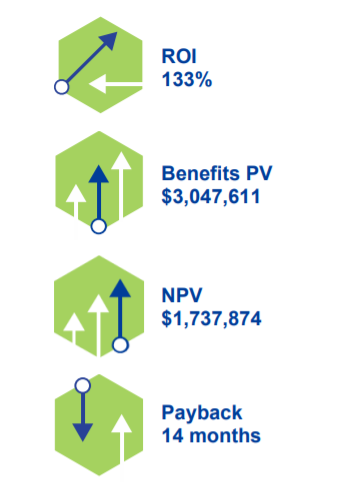 ROI
133%
Benefits PV
$3,047,611
NPV
$1,737,874
Payback
14 months